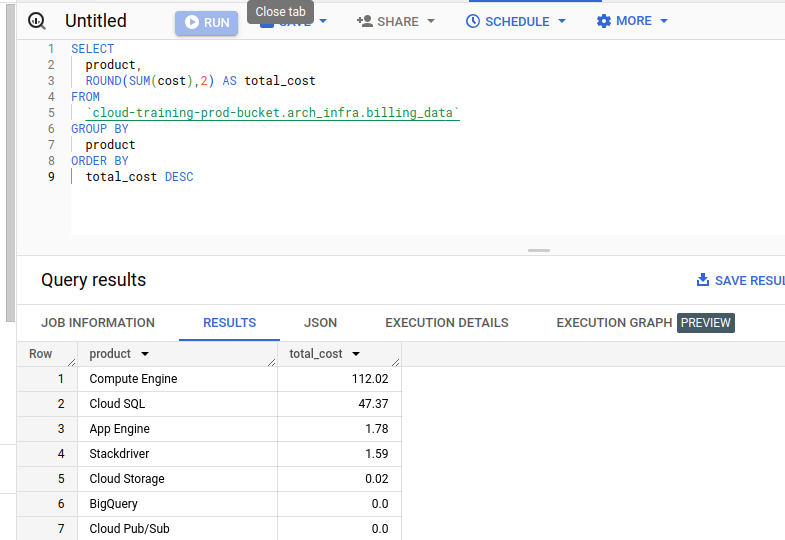 Close tab
Untitled RUN SAVE SHARE SCHEDULE MORE
1 SELECT
2 product,
3 ROUND(SUM(cost),2) AS total_cost
4 FROM
5 `cloud-training-prod-bucket.arch_infra.billing_data`
6 GROUP BY
7 product
8 ORDER BY
9 total_cost DESC
Query results SAVE RESUL
JOB INFORMATION RESULTS JSON EXECUTION DETAILS EXECUTION GRAPH PREVIEW
Row product total_cost
1 Compute Engine 112.02
2 Cloud SQL 47.37
3 App Engine 1.78
4 Stackdriver 1.59
5 Cloud Storage 0.02
6 BigQuery 0.0
7 Cloud Pub/Sub 0.0